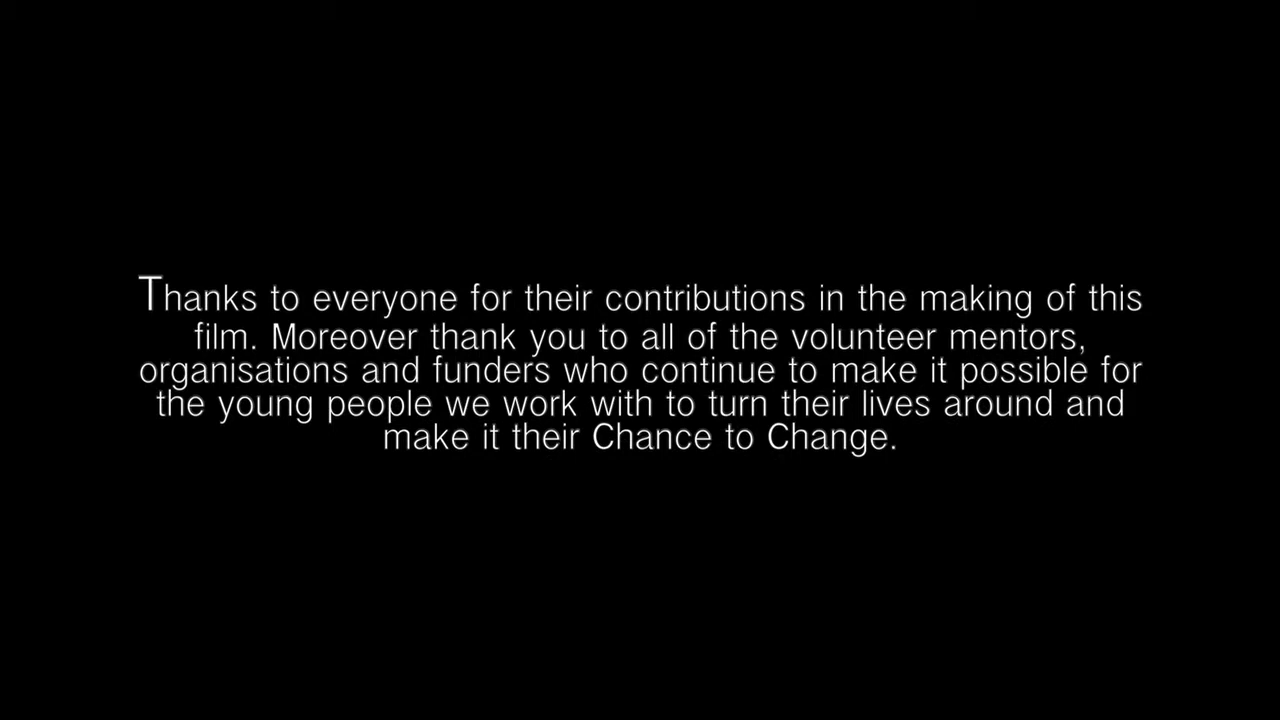 Thanks to everyone for their contributions in the making of this
film. Moreover thank you to all of the volunteer mentors,
organisations and funders who continue to make it possible for
the young people we work with to turn their lives around and
make it their Chance to Change.